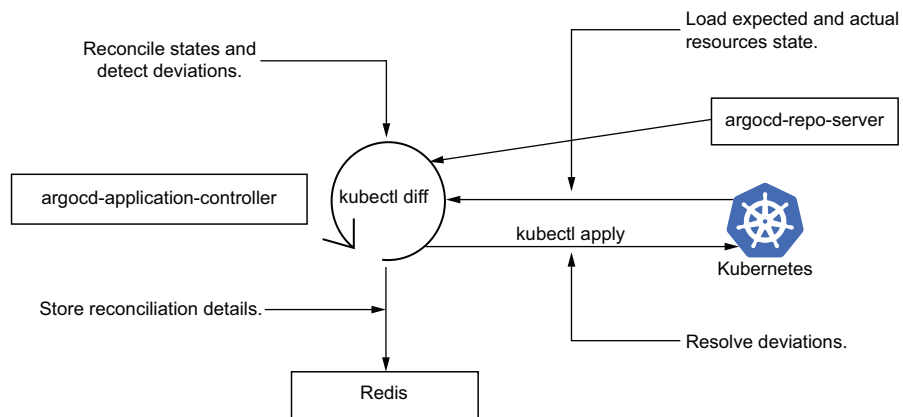 Load expected and actual
resources state.
Reconcile states and
detect deviations.
argocd-repo-server
argocd-application-controller
kubectl diff
kubectl apply
Kubernetes
Store reconciliation details.
Resolve deviations.
Redis